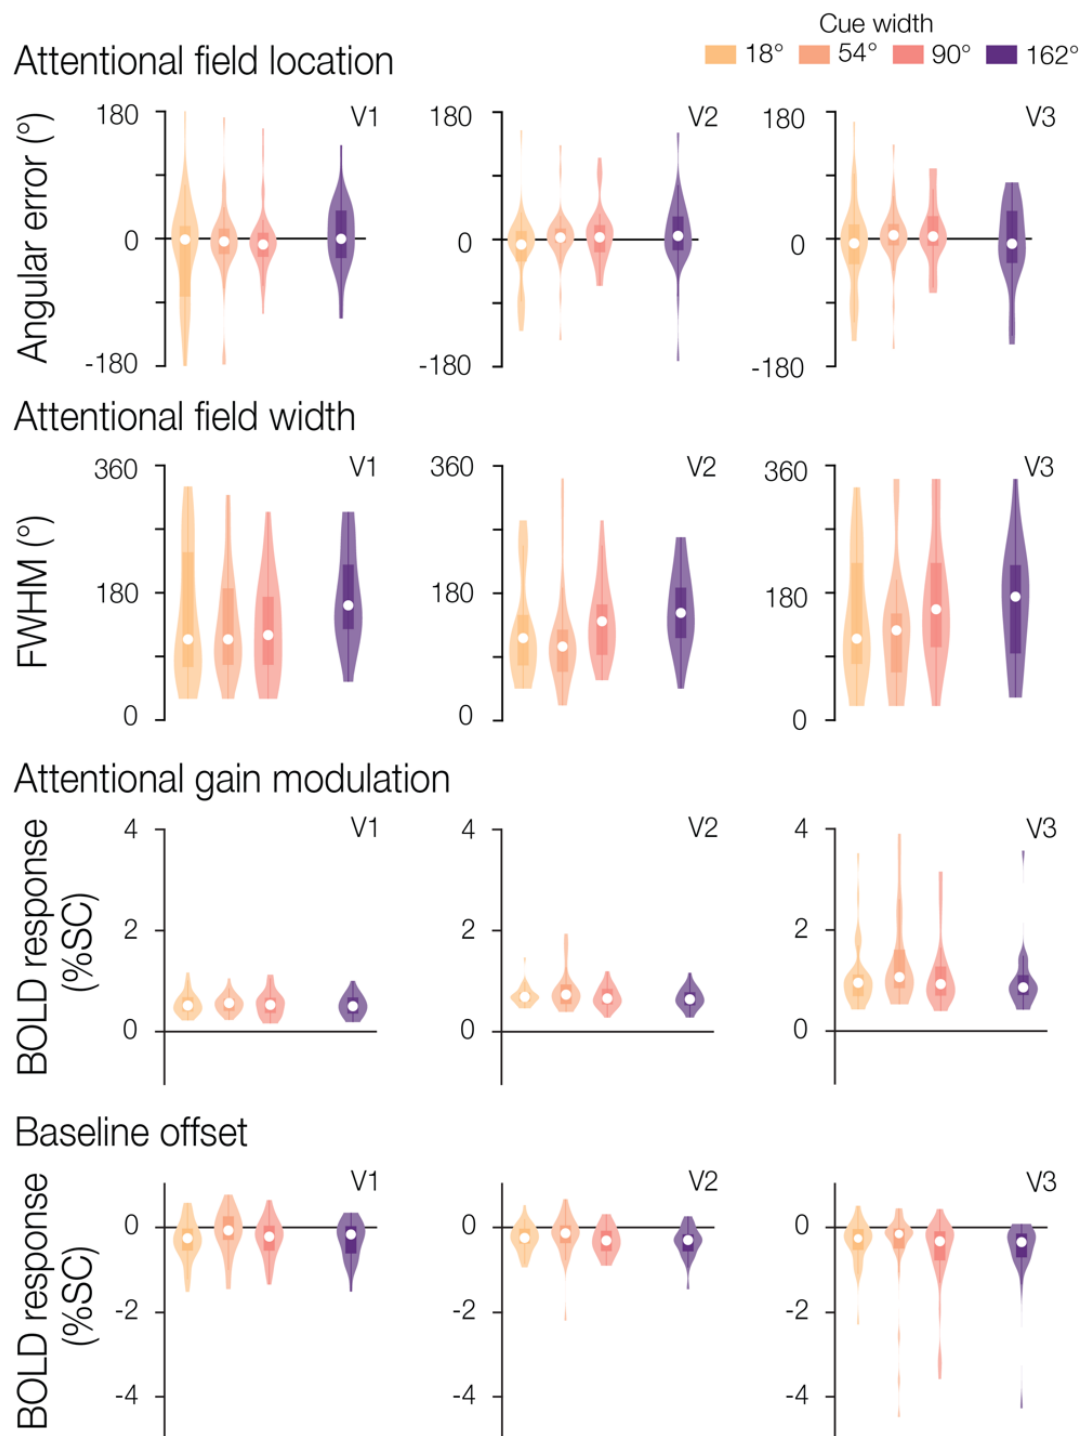 Cue width
18° 54° 90° 162°
Attentional field location
Angular error (°)
180
0
-180
V1
180
0
-180
V2
180
0
-180
V3
Attentional field width
FWHM (°)
360
180
0
V1
360
180
0
V2
360
180
0
V3
Attentional gain modulation
BOLD response
(%SC)
4
2
0
V1
4
2
0
V2
4
2
0
V3
Baseline offset
BOLD response
(%SC)
0
-2
-4
V1
0
-2
-4
V2
0
-2
-4
V3